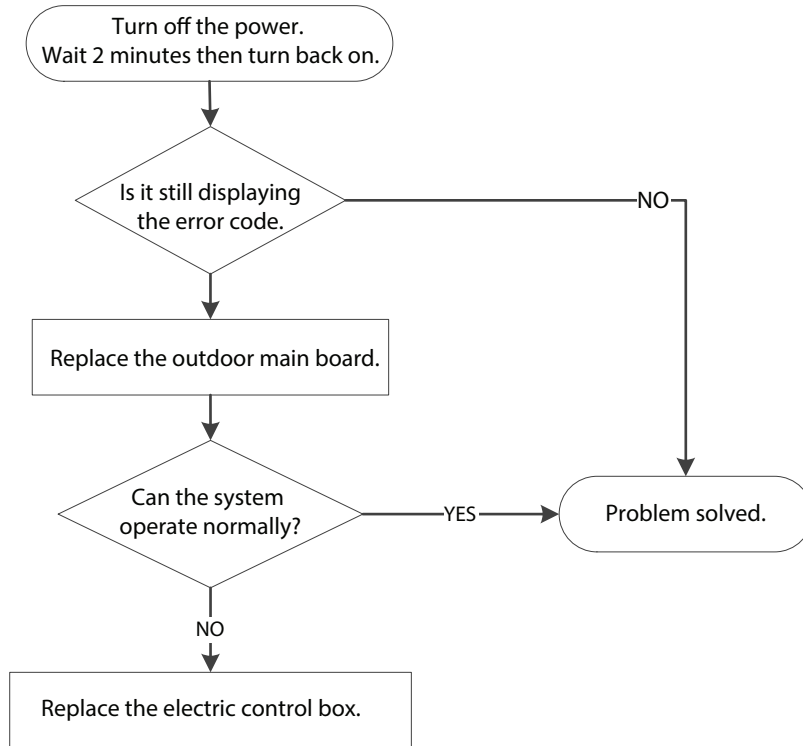 Turn off the power.
Wait 2 minutes then turn back on.
Is it still displaying
the error code.
NO
Replace the outdoor main board.
Can the system
operate normally?
YES
Problem solved.
NO
Replace the electric control box.